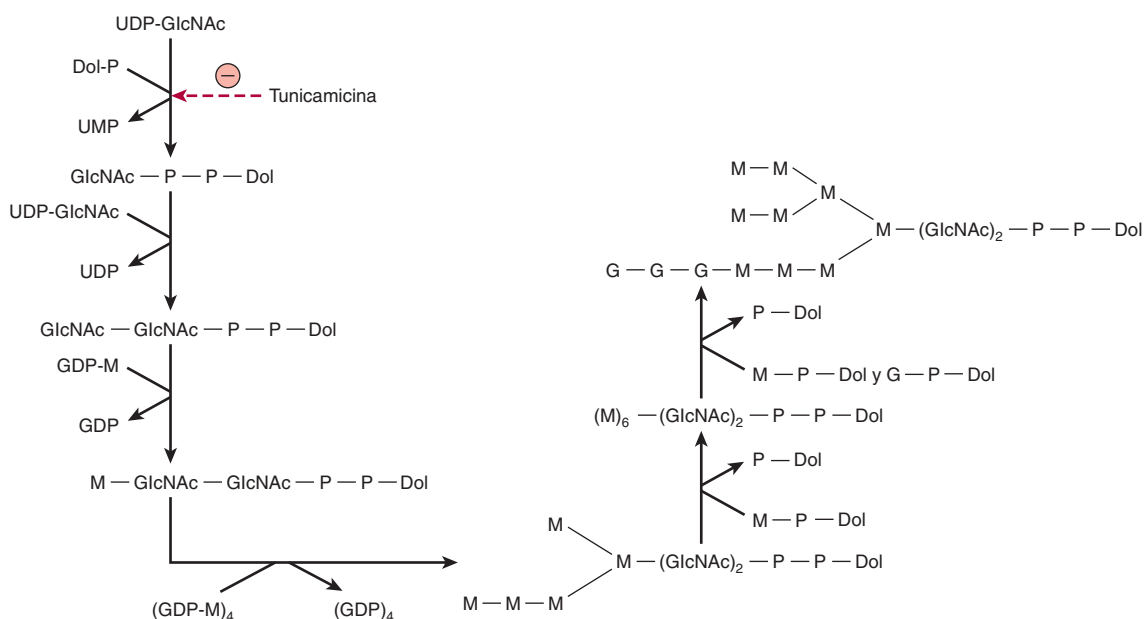 UDP-GlcNAc
Dol-P
−
Tunicamicina
UMP
GlcNAc — P — P — Dol
UDP-GlcNAc
UDP
GlcNAc — GlcNAc — P — P — Dol
GDP-M
GDP
M — GlcNAc — GlcNAc — P — P — Dol
(GDP-M)₄
(GDP)₄
M
M — (GlcNAc)₂ — P — P — Dol
M — M — M
P — Dol
M — P — Dol
(M)₆ — (GlcNAc)₂ — P — P — Dol
P — Dol
M — P — Dol y G — P — Dol
M — M
M
M — M
M — (GlcNAc)₂ — P — P — Dol
G — G — G — M — M — M